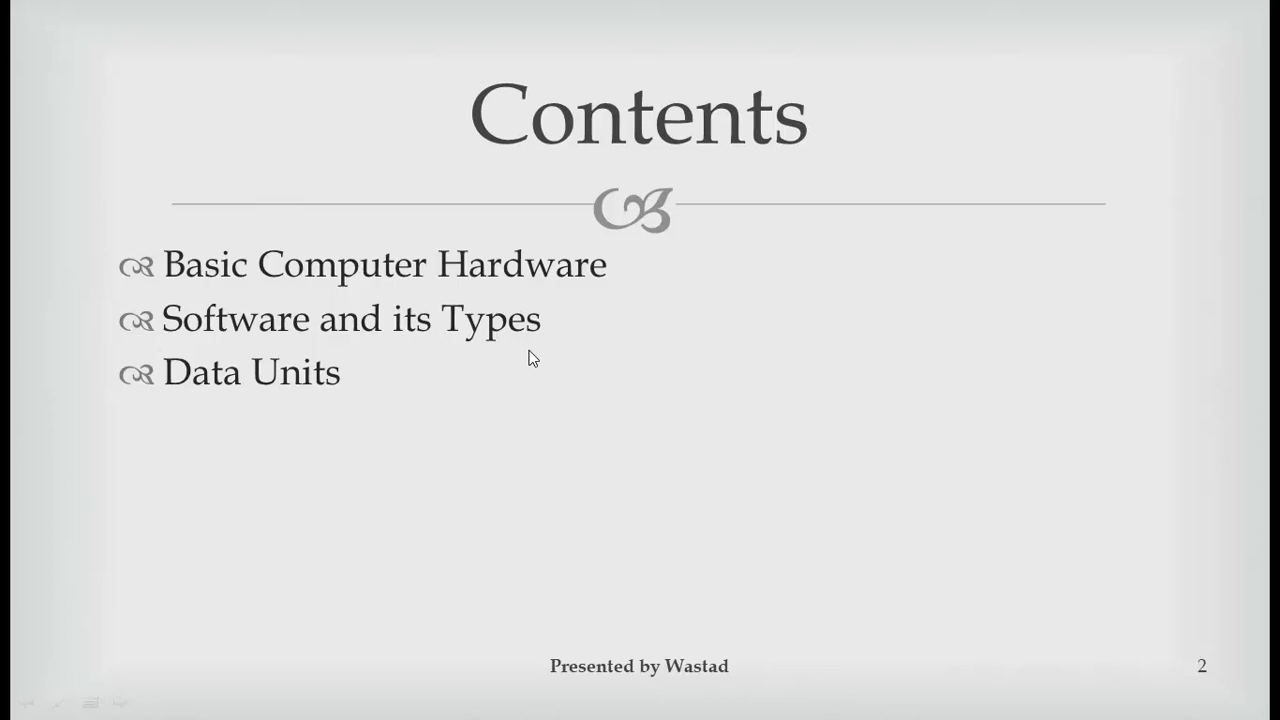 Contents
Basic Computer Hardware
Software and its Types
Data Units
Presented by Wastad
2